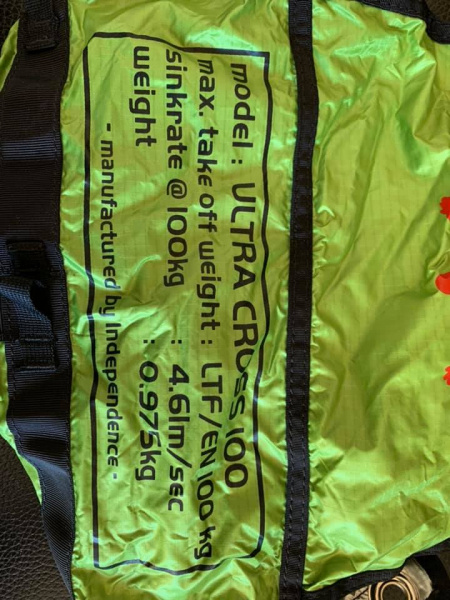 model : ULTRA CROSS 100
max. take off weight : LTF/EN 100 kg
sinkrate @ 100kg : 4.61m/sec
weight : 0.975kg
- manufactured by Independence -